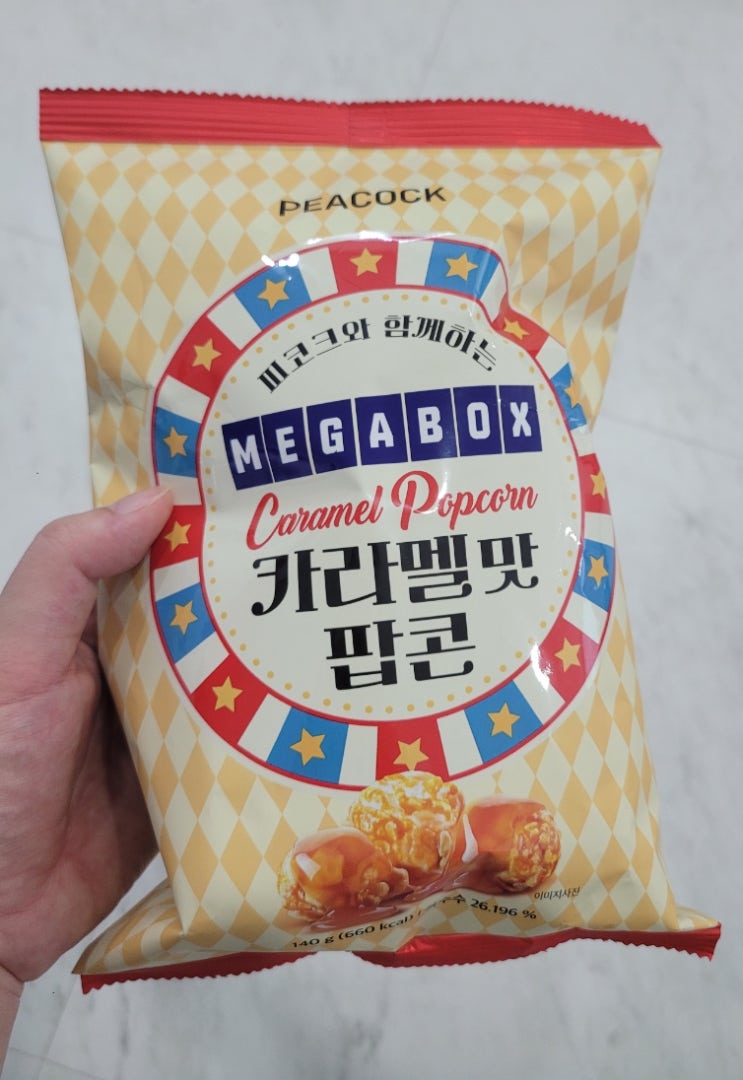 PEACOCK
피코크와 함께하는
MEGABOX
Caramel Popcorn
카라멜맛
팝콘
이미지사진
140 g (660 kcal) 수 26.196 %